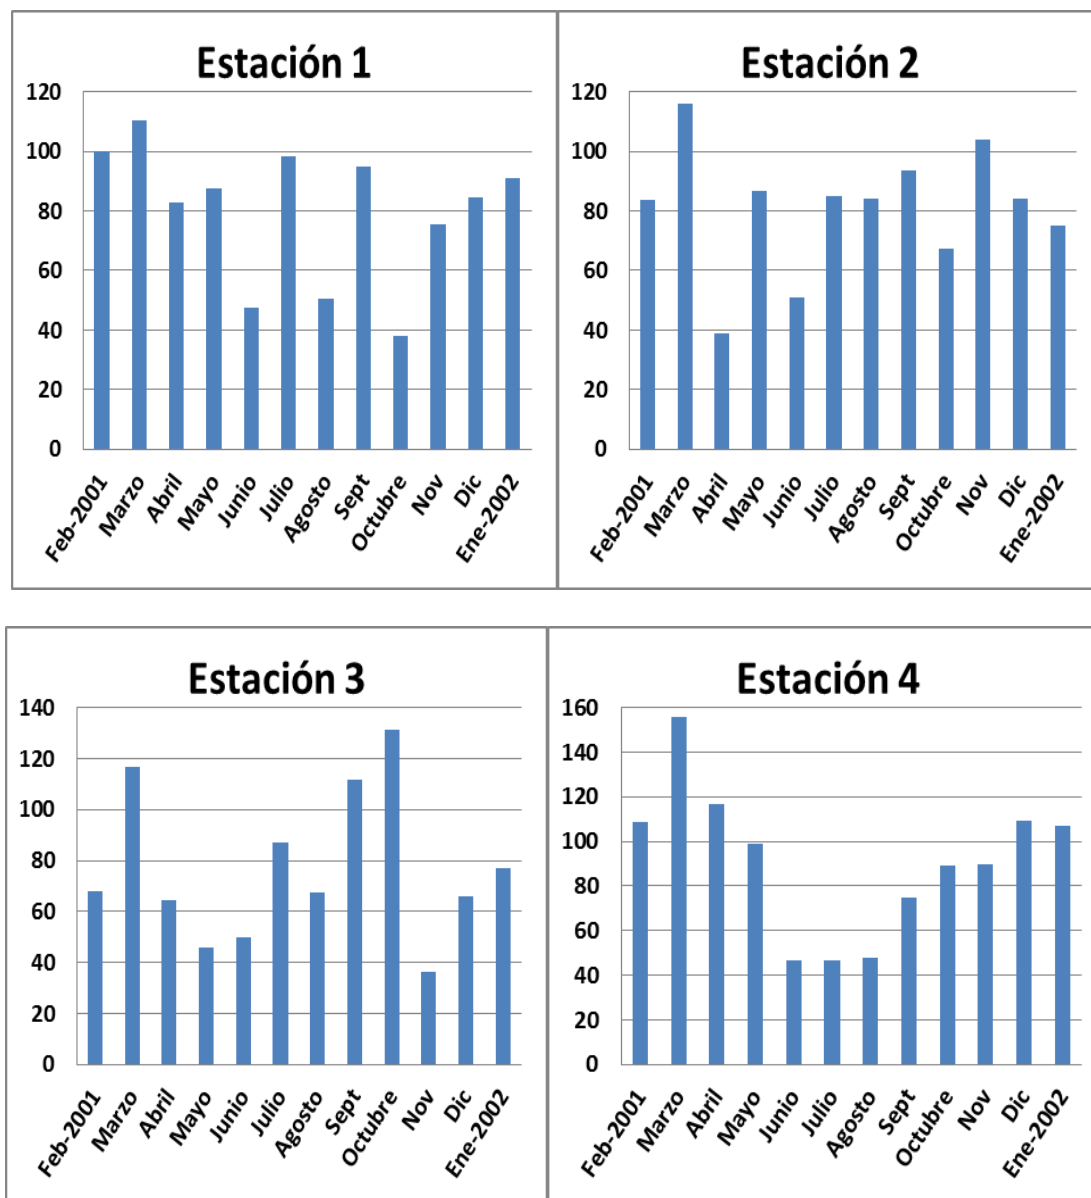 Estación 1
120
100
80
60
40
20
0
Feb-2001
Marzo
Abril
Mayo
Junio
Julio
Agosto
Sept
Octubre
Nov
Dic
Ene-2002
Estación 2
120
100
80
60
40
20
0
Feb-2001
Marzo
Abril
Mayo
Junio
Julio
Agosto
Sept
Octubre
Nov
Dic
Ene-2002
Estación 3
140
120
100
80
60
40
20
0
Feb-2001
Marzo
Abril
Mayo
Junio
Julio
Agosto
Sept
Octubre
Nov
Dic
Ene-2002
Estación 4
160
140
120
100
80
60
40
20
0
Feb-2001
Marzo
Abril
Mayo
Junio
Julio
Agosto
Sept
Octubre
Nov
Dic
Ene-2002